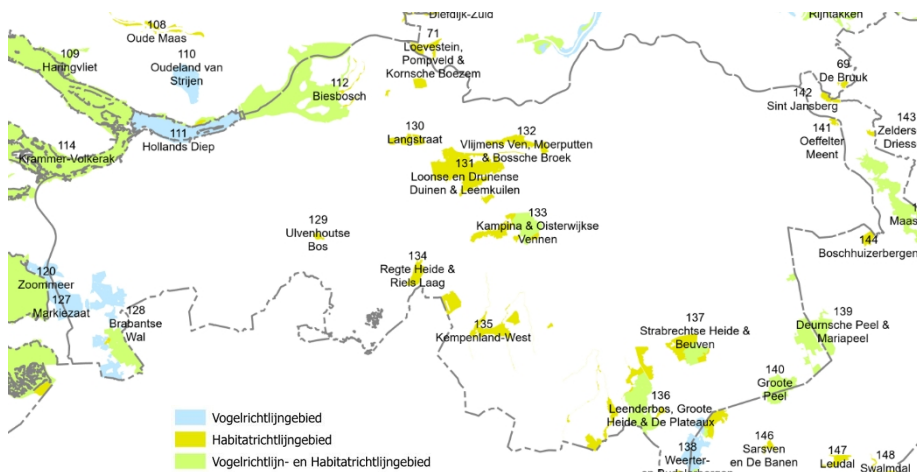 Diefdijk-Zuid
Rijntakken
108
Oude Maas
71
Loevestein,
Pompveld &
Kornsche Boezem
109
Haringvliet
110
Oudeland van
Strijen
69
De Bruuk
112
Biesbosch
142
Sint Jansberg
143
Zelders
Driesse
141
Oeffelter
Meent
111
Hollands Diep
130
Langstraat
132
Vlijmens Ven, Moerputten
& Bossche Broek
114
Krammer-Volkerak
131
Loonse en Drunense
Duinen & Leemkuilen
Maas
129
Ulvenhoutse
Bos
133
Kampina & Oisterwijkse
Vennen
144
Boschhuizerbergen
134
Regte Heide &
Riels Laag
120
Zoommeer
127
Markiezaat
128
Brabantse
Wal
135
Kempenland-West
137
Strabrechtse Heide &
Beuven
139
Deurnsche Peel &
Mariapeel
140
Groote
Peel
136
Leenderbos, Groote
Heide & De Plateaux
138
Weerter-
146
Sarsven
en De Banen
147
Leudal
148
Swalmdal
Vogelrichtlijngebied
Habitatrichtlijngebied
Vogelrichtlijn- en Habitatrichtlijngebied